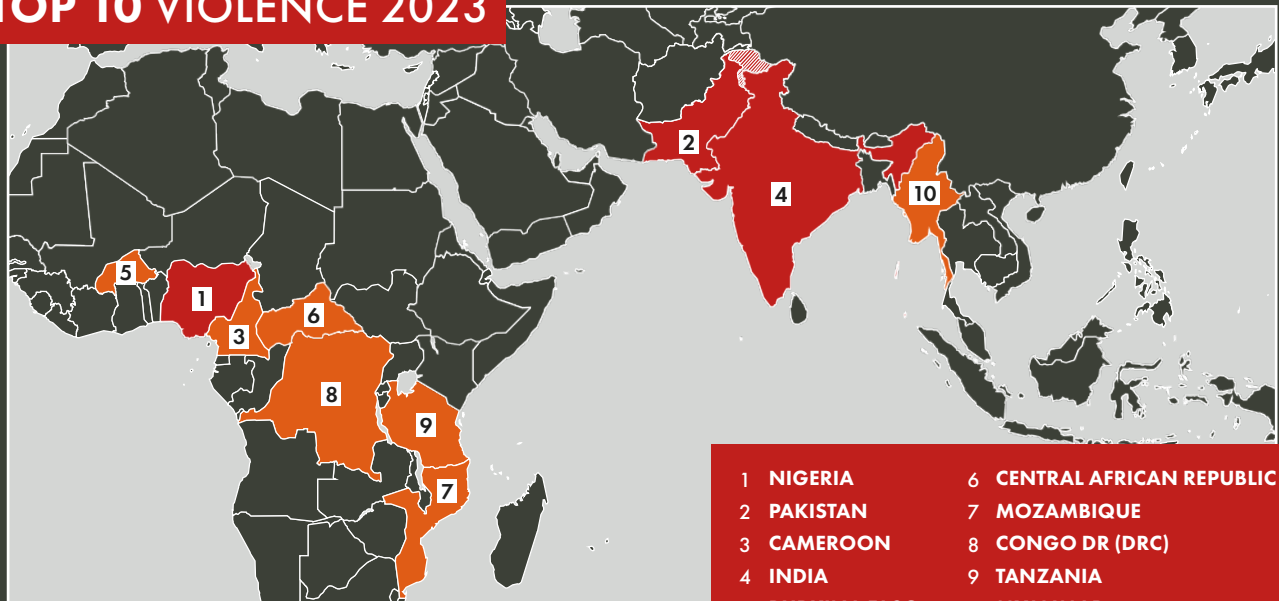 TOP 10 VIOLENCE 2023
2
4
10
5
1
6
3
8
9
7
1 NIGERIA
2 PAKISTAN
3 CAMEROON
4 INDIA
6 CENTRAL AFRICAN REPUBLIC
7 MOZAMBIQUE
8 CONGO DR (DRC)
9 TANZANIA